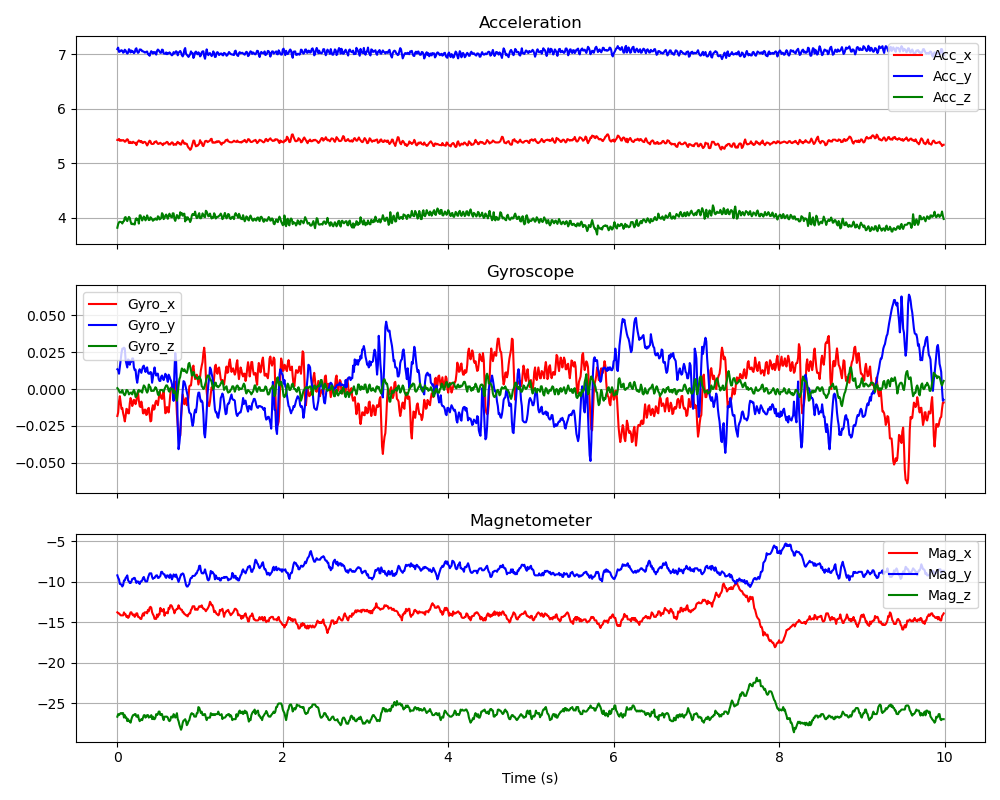 Acceleration
7
6
5
4
Acc_x
Acc_y
Acc_z
Gyroscope
0.050
0.025
0.000
−0.025
−0.050
Gyro_x
Gyro_y
Gyro_z
Magnetometer
−5
−10
−15
−20
−25
Mag_x
Mag_y
Mag_z
0 2 4 6 8 10
Time (s)